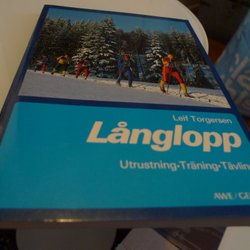 Leif Torgersen
Långlopp
Utrustning•Träning•Tävling
AWE/GE